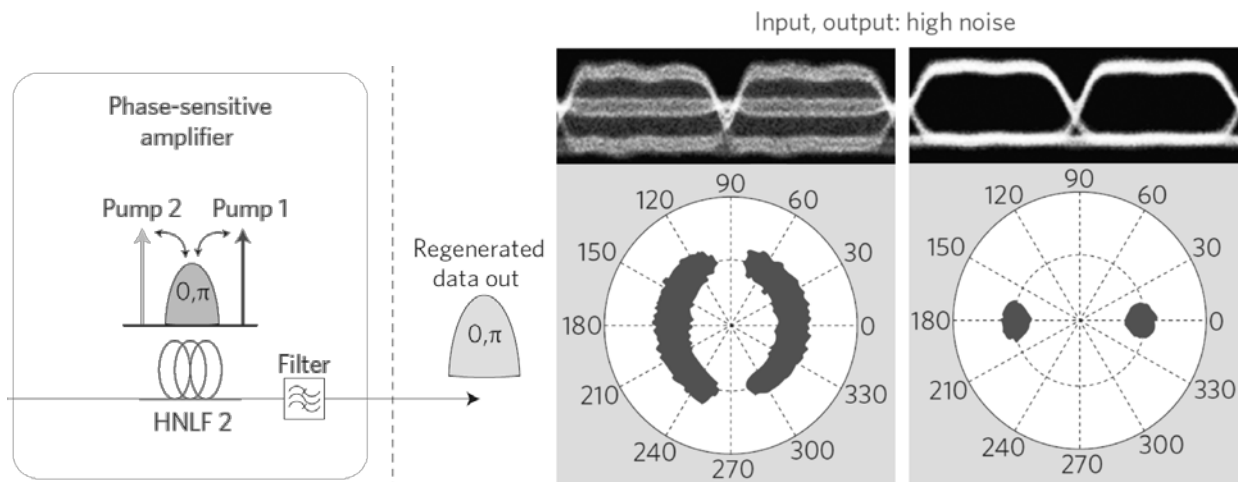 Input, output: high noise
Phase-sensitive
amplifier
Pump 2
Pump 1
0,π
HNLF 2
Filter
Regenerated
data out
0,π
90
120
60
150
30
180
0
210
330
240
300
270
90
120
60
150
30
180
0
210
330
240
300
270